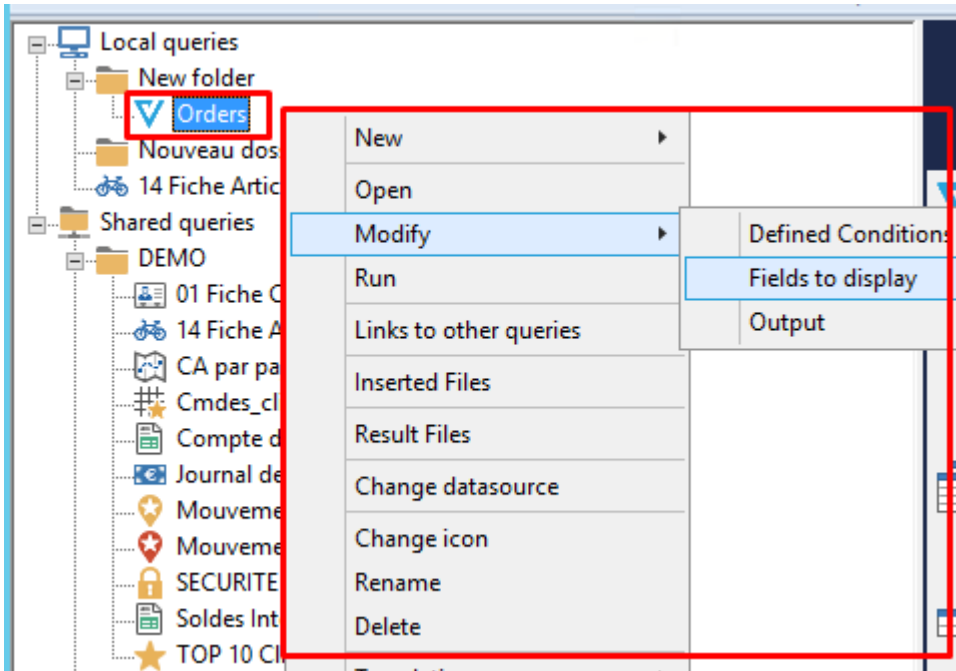 Local queries
New folder
Orders
Nouveau dos
14 Fiche Artic
Shared queries
DEMO
01 Fiche C
14 Fiche A
CA par pa
Cmdes_cl
Compte d
Journal de
Mouveme
Mouveme
SECURITE
Soldes Int
TOP 10 Cl
New
Open
Modify
Run
Links to other queries
Inserted Files
Result Files
Change datasource
Change icon
Rename
Delete
Defined Conditions
Fields to display
Output